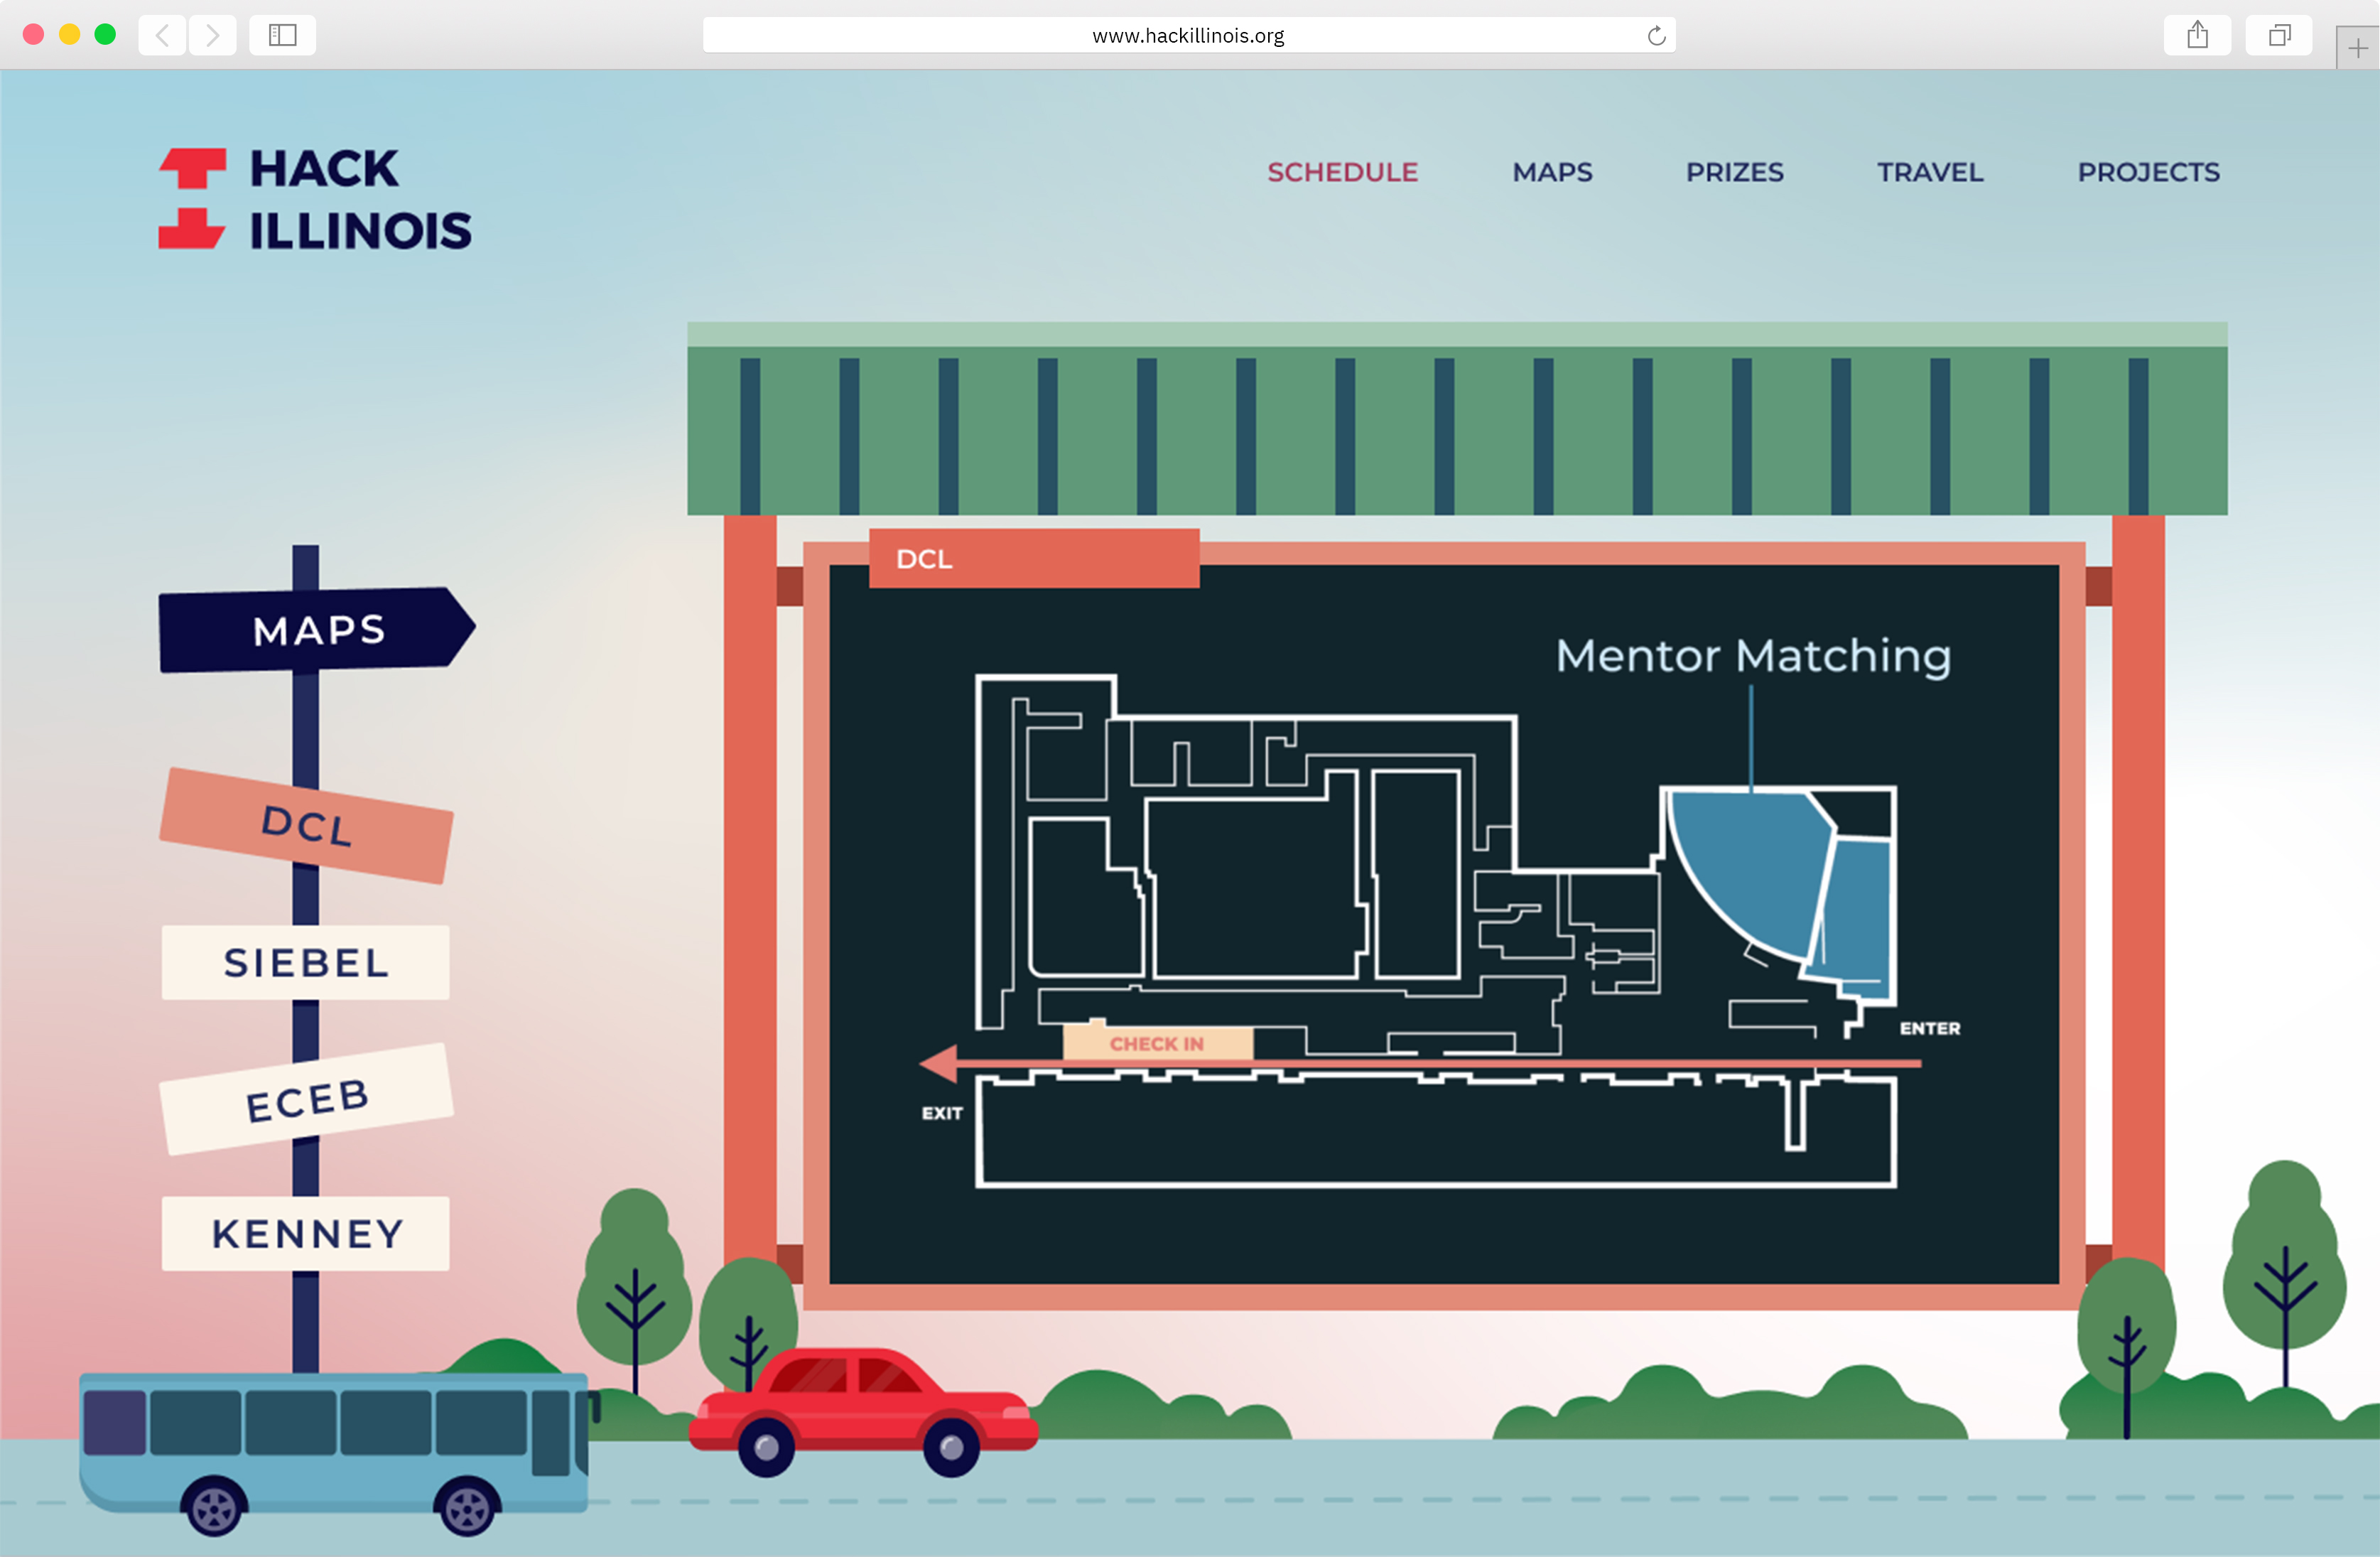 www.hackillinois.org
HACK
ILLINOIS
SCHEDULE MAPS PRIZES TRAVEL PROJECTS
MAPS
DCL
SIEBEL
ECEB
KENNEY
DCL
Mentor Matching
ENTER
CHECK IN
EXIT